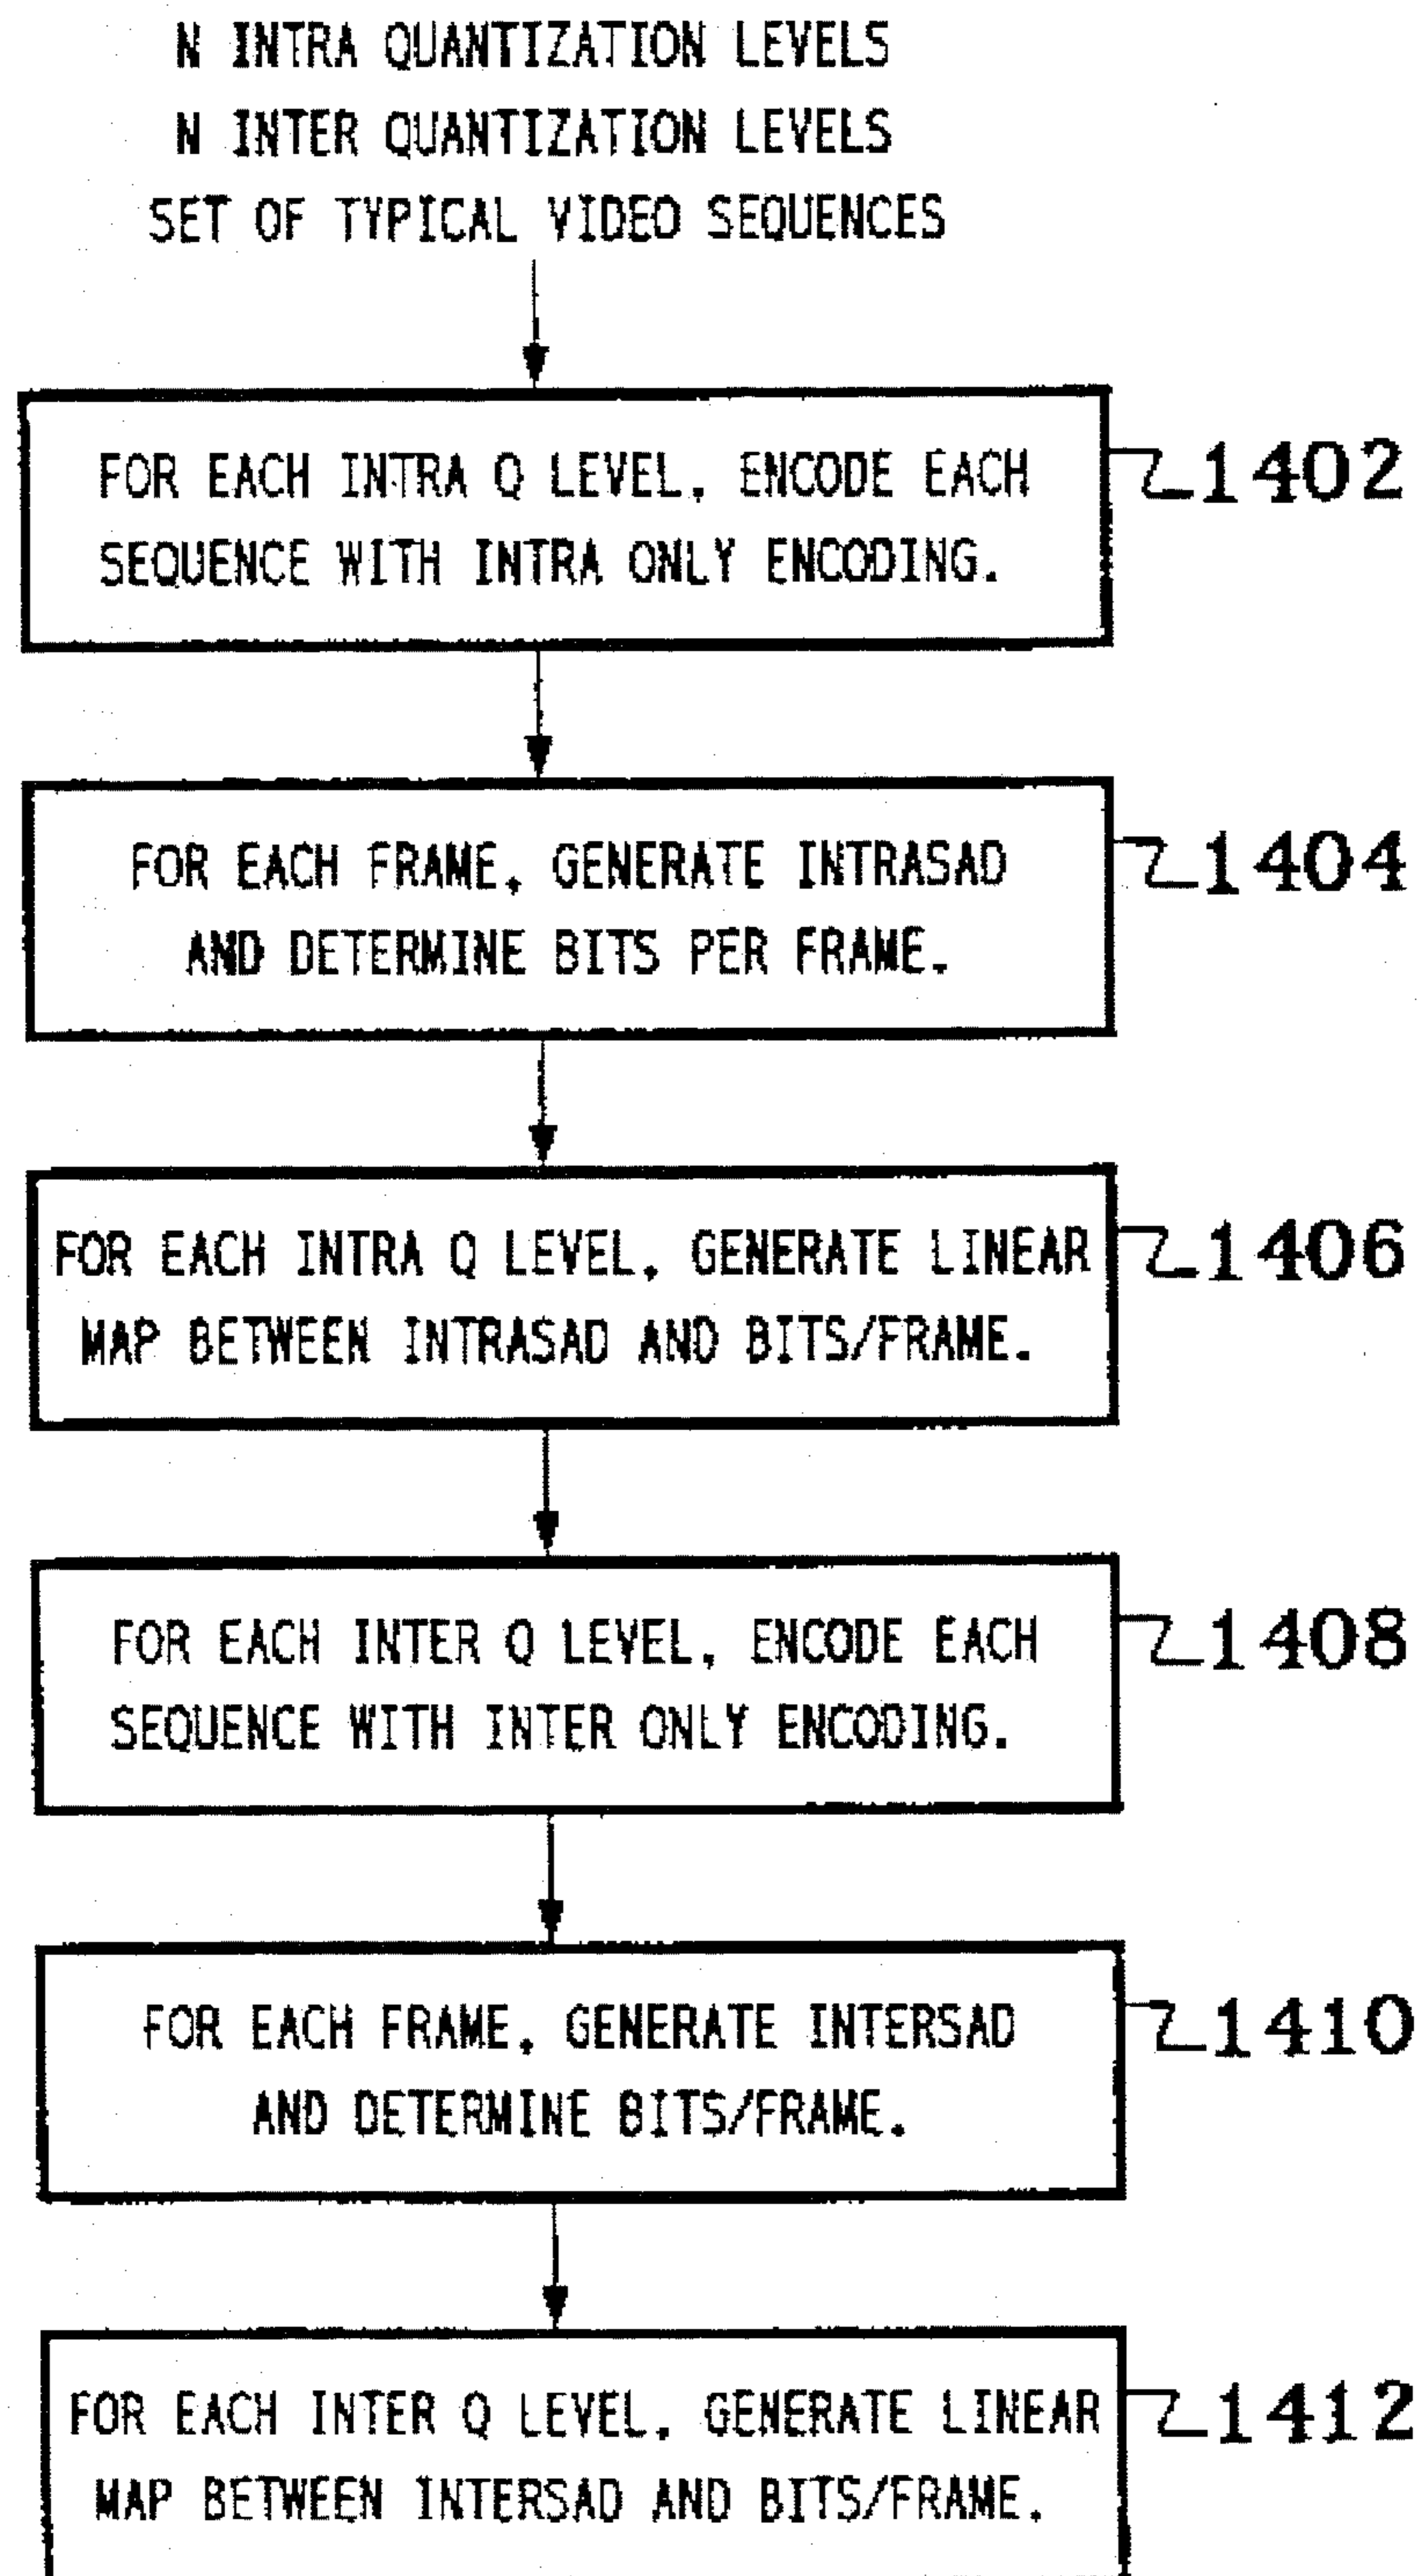 N INTRA QUANTIZATION LEVELS
N INTER QUANTIZATION LEVELS
SET OF TYPICAL VIDEO SEQUENCES
FOR EACH INTRA Q LEVEL, ENCODE EACH
SEQUENCE WITH INTRA ONLY ENCODING.
1402
FOR EACH FRAME, GENERATE INTRASAD
AND DETERMINE BITS PER FRAME.
1404
FOR EACH INTRA Q LEVEL, GENERATE LINEAR
MAP BETWEEN INTRASAD AND BITS/FRAME.
1406
FOR EACH INTER Q LEVEL, ENCODE EACH
SEQUENCE WITH INTER ONLY ENCODING.
1408
FOR EACH FRAME, GENERATE INTERSAD
AND DETERMINE BITS/FRAME.
1410
FOR EACH INTER Q LEVEL, GENERATE LINEAR
MAP BETWEEN INTERSAD AND BITS/FRAME.
1412